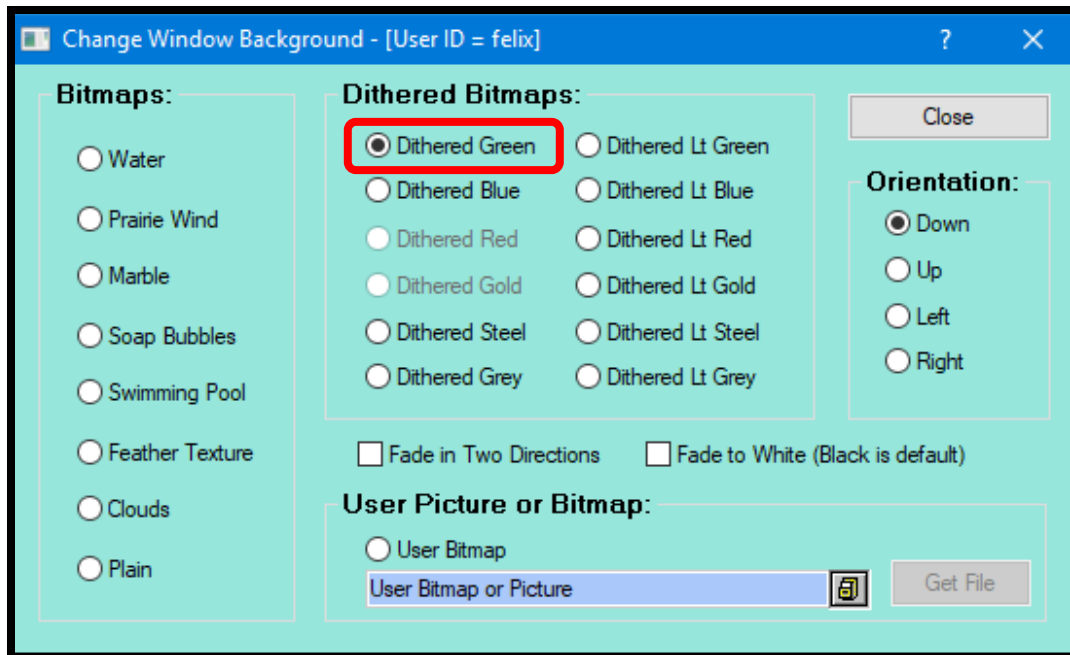 Change Window Background - [User ID = felix]
?
Bitmaps:
Water
Prairie Wind
Marble
Soap Bubbles
Swimming Pool
Feather Texture
Clouds
Plain
Dithered Bitmaps:
Dithered Green
Dithered Lt Green
Dithered Blue
Dithered Lt Blue
Dithered Red
Dithered Lt Red
Dithered Gold
Dithered Lt Gold
Dithered Steel
Dithered Lt Steel
Dithered Grey
Dithered Lt Grey
Close
Orientation:
Down
Up
Left
Right
Fade in Two Directions
Fade to White (Black is default)
User Picture or Bitmap:
User Bitmap
User Bitmap or Picture
Get File